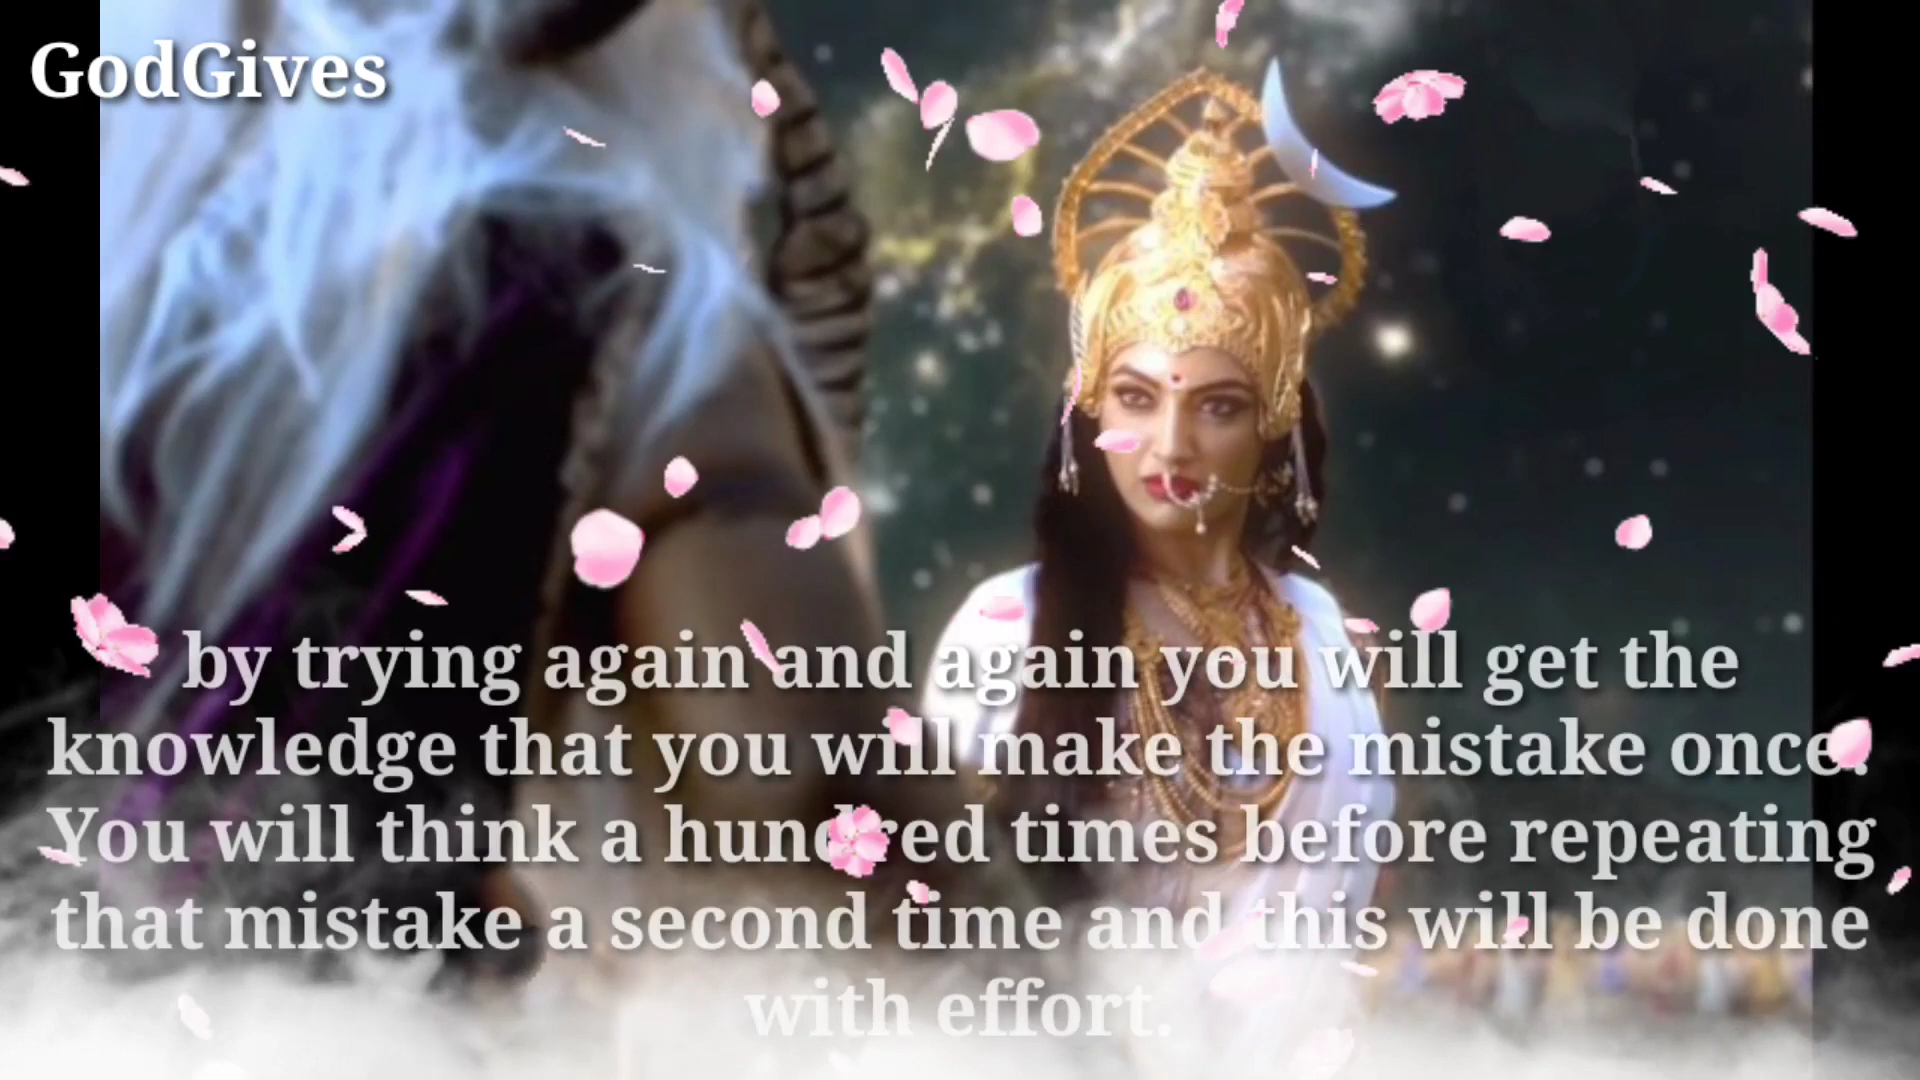 GodGives
by trying again and again you will get the
knowledge that you will make the mistake once.
You will think a hundred times before repeating
that mistake a second time and this will be done
with effort.